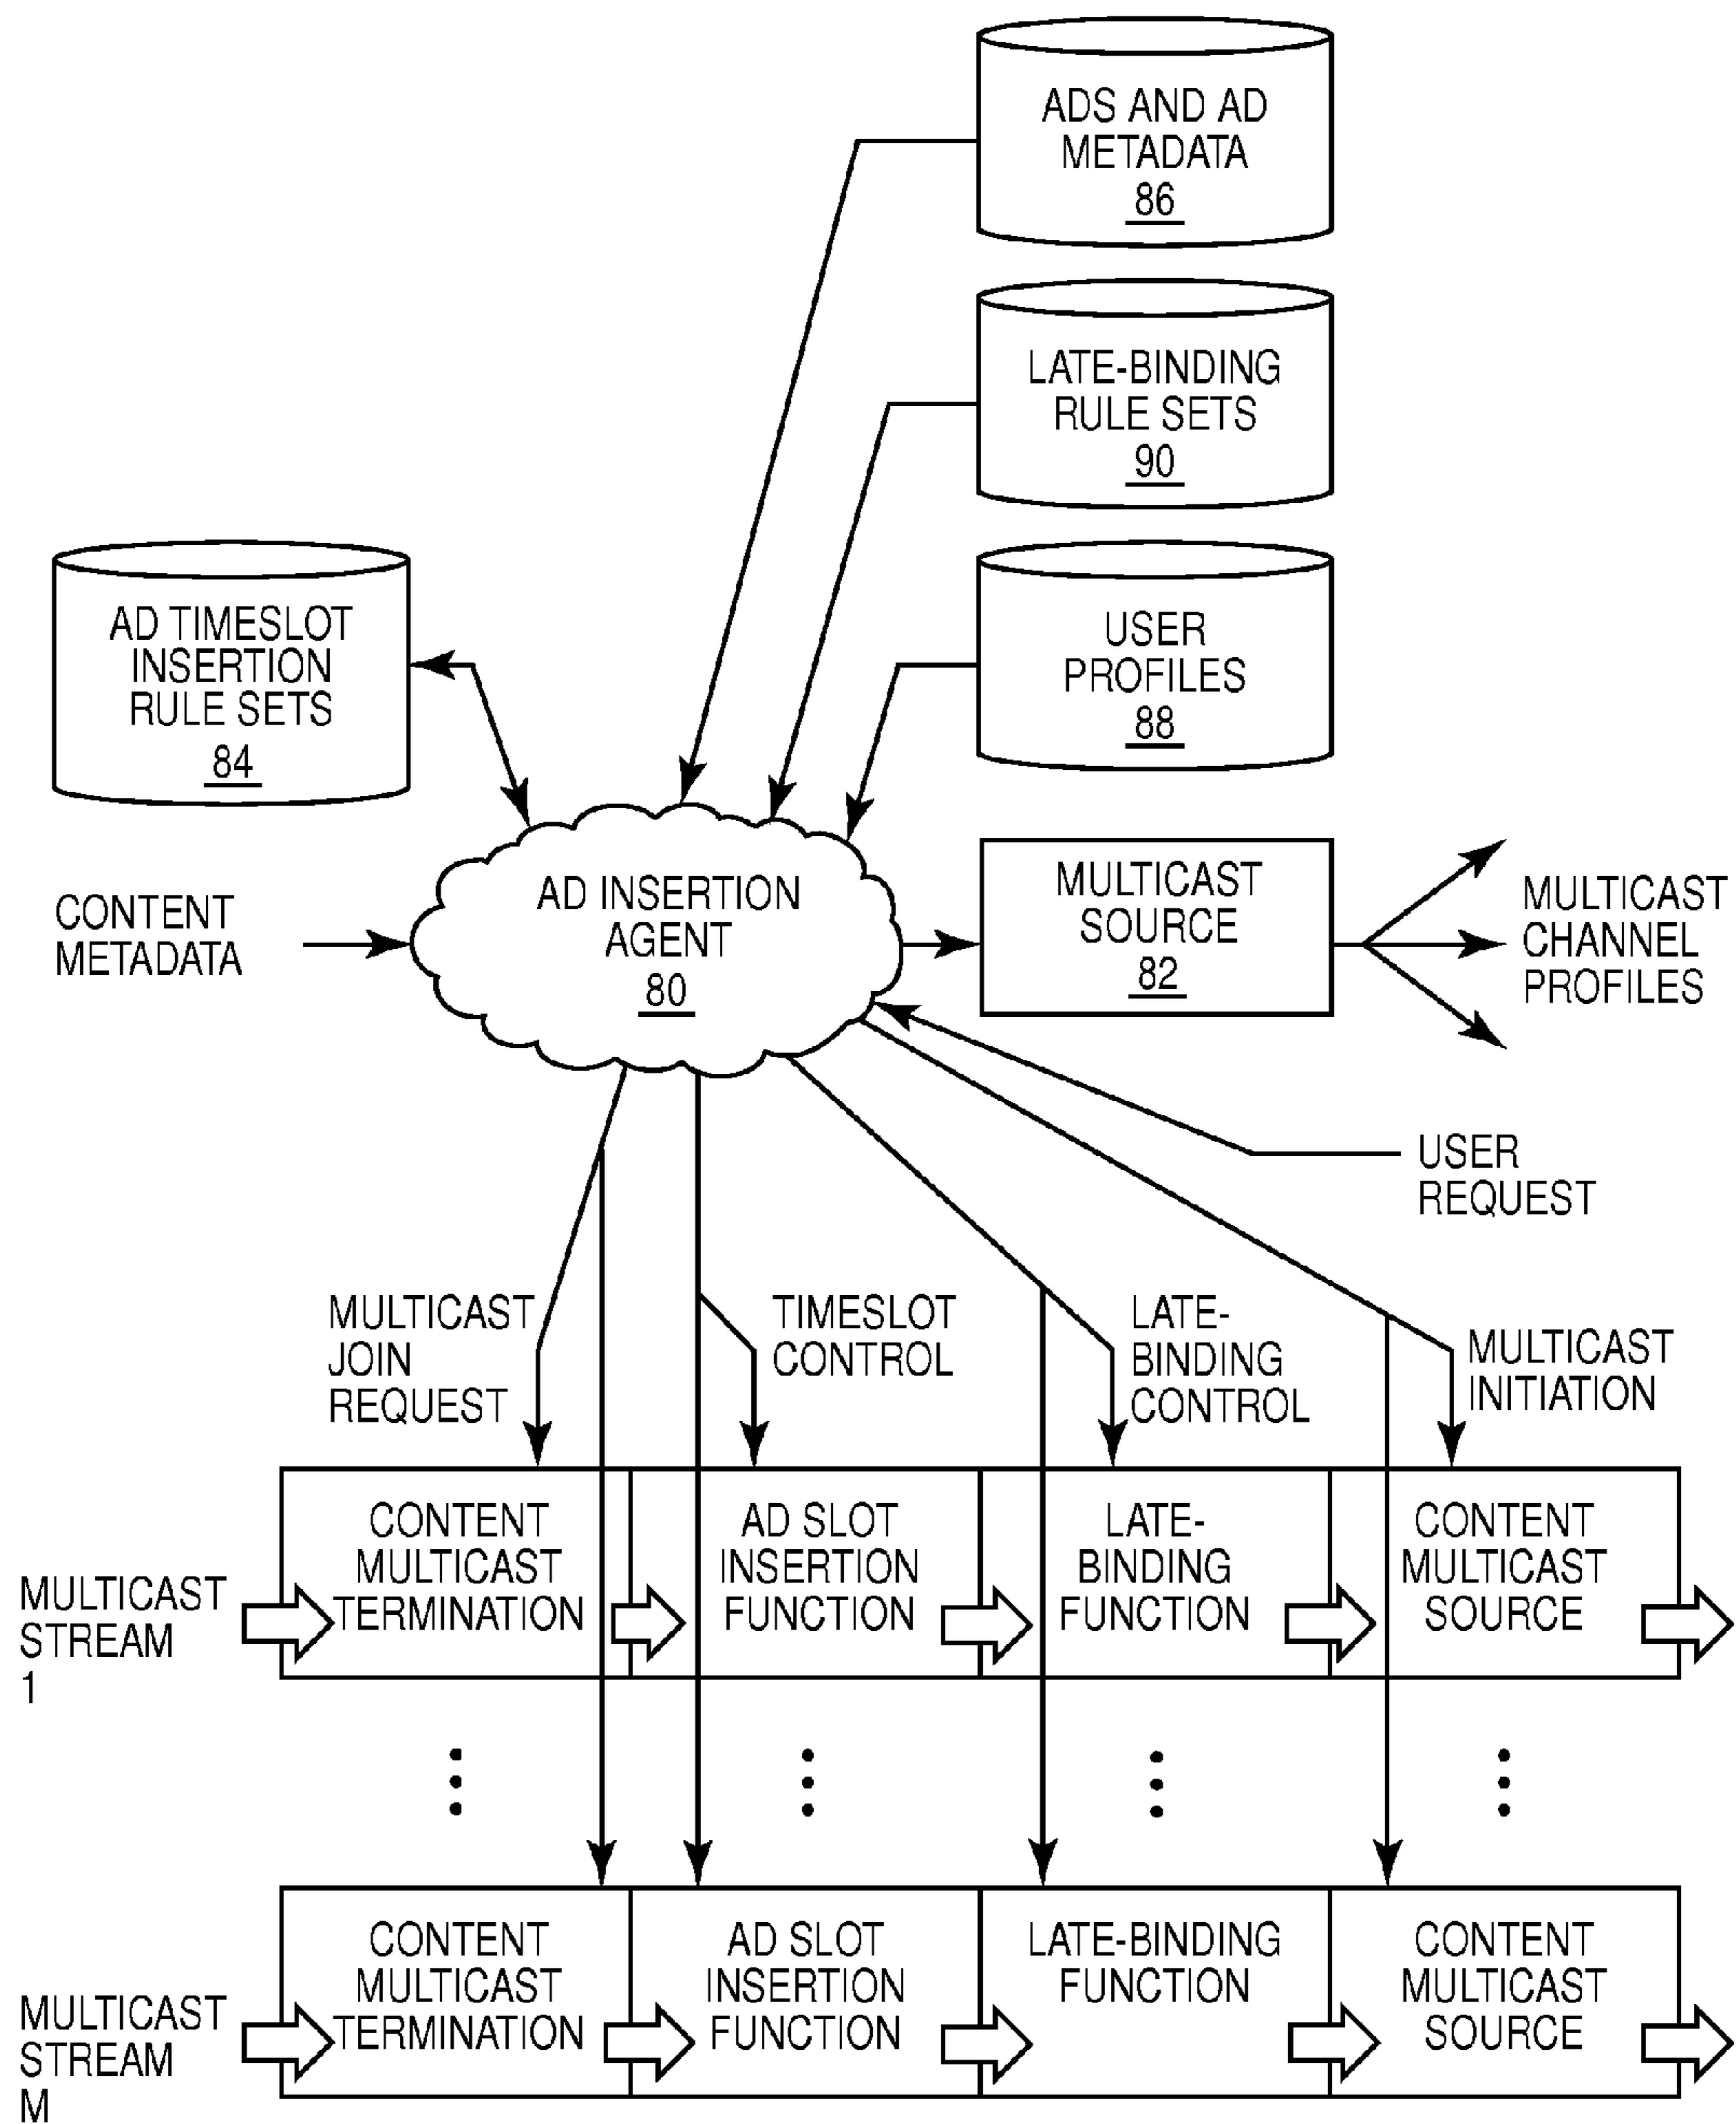 ADS AND AD
METADATA
86
LATE-BINDING
RULE SETS
90
AD TIMESLOT
INSERTION
RULE SETS
84
USER
PROFILES
88
CONTENT
METADATA
AD INSERTION
AGENT
80
MULTICAST
SOURCE
82
MULTICAST
CHANNEL
PROFILES
USER
REQUEST
MULTICAST
JOIN
REQUEST
TIMESLOT
CONTROL
LATE-
BINDING
CONTROL
MULTICAST
INITIATION
MULTICAST
STREAM
1
CONTENT
MULTICAST
TERMINATION
AD SLOT
INSERTION
FUNCTION
LATE-
BINDING
FUNCTION
CONTENT
MULTICAST
SOURCE
MULTICAST
STREAM
M
CONTENT
MULTICAST
TERMINATION
AD SLOT
INSERTION
FUNCTION
LATE-BINDING
FUNCTION
CONTENT
MULTICAST
SOURCE